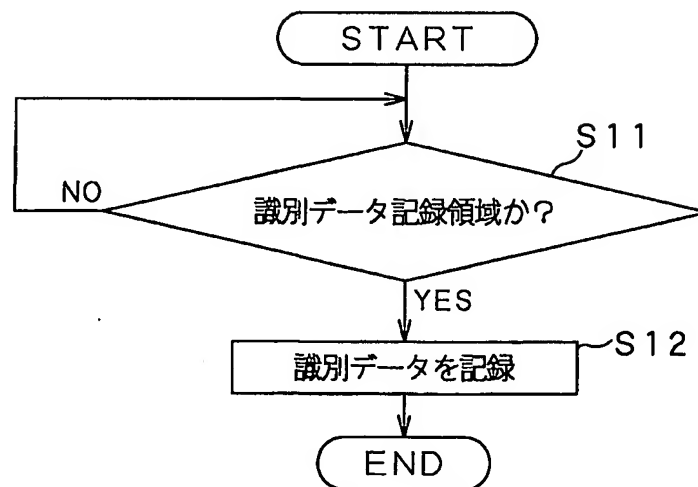 START
S11
NO
識別データ記録領域か?
YES
S12
識別データを記録
END